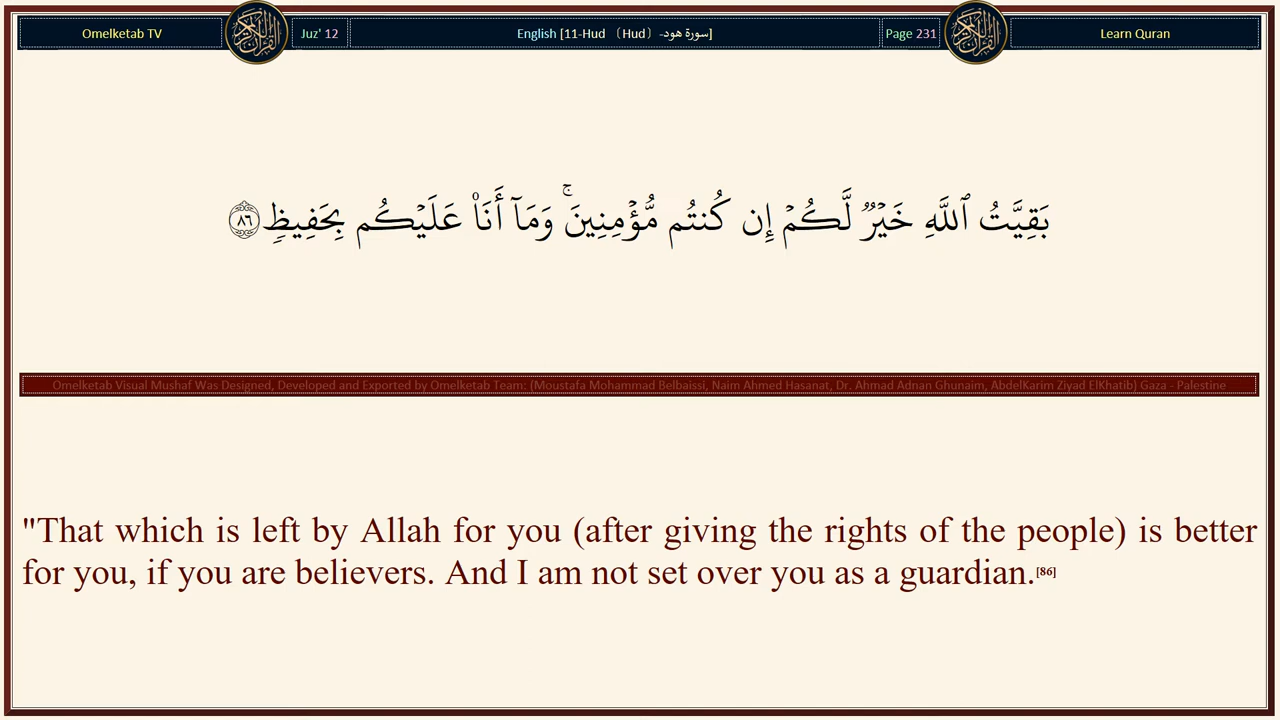 Omelketab TV
Juz' 12
English [11-Hud （Hud） -سورة هود]
Page 231
Learn Quran
بَقِيَّتُ ٱللَّهِ خَيْرٌ لَّكُمْ إِن كُنتُم مُّؤْمِنِينَ ۚ وَمَآ أَنَا۠ عَلَيْكُم بِحَفِيظٍ ٨٦
Omelketab Visual Mushaf Was Designed, Developed and Exported by Omelketab Team: (Moustafa Mohammad Belbaissi, Naim Ahmed Hasanat, Dr. Ahmad Adnan Ghunaim, AbdelKarim Ziyad ElKhatib) Gaza - Palestine
"That which is left by Allah for you (after giving the rights of the people) is better
for you, if you are believers. And I am not set over you as a guardian.[86]